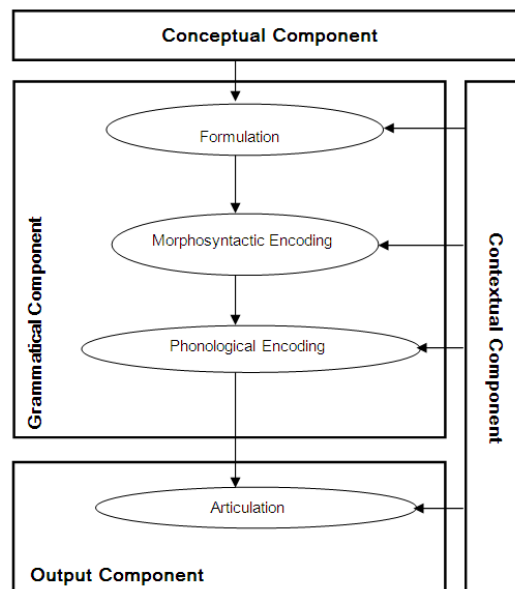 Conceptual Component
Formulation
Morphosyntactic Encoding
Phonological Encoding
Grammatical Component
Contextual Component
Articulation
Output Component